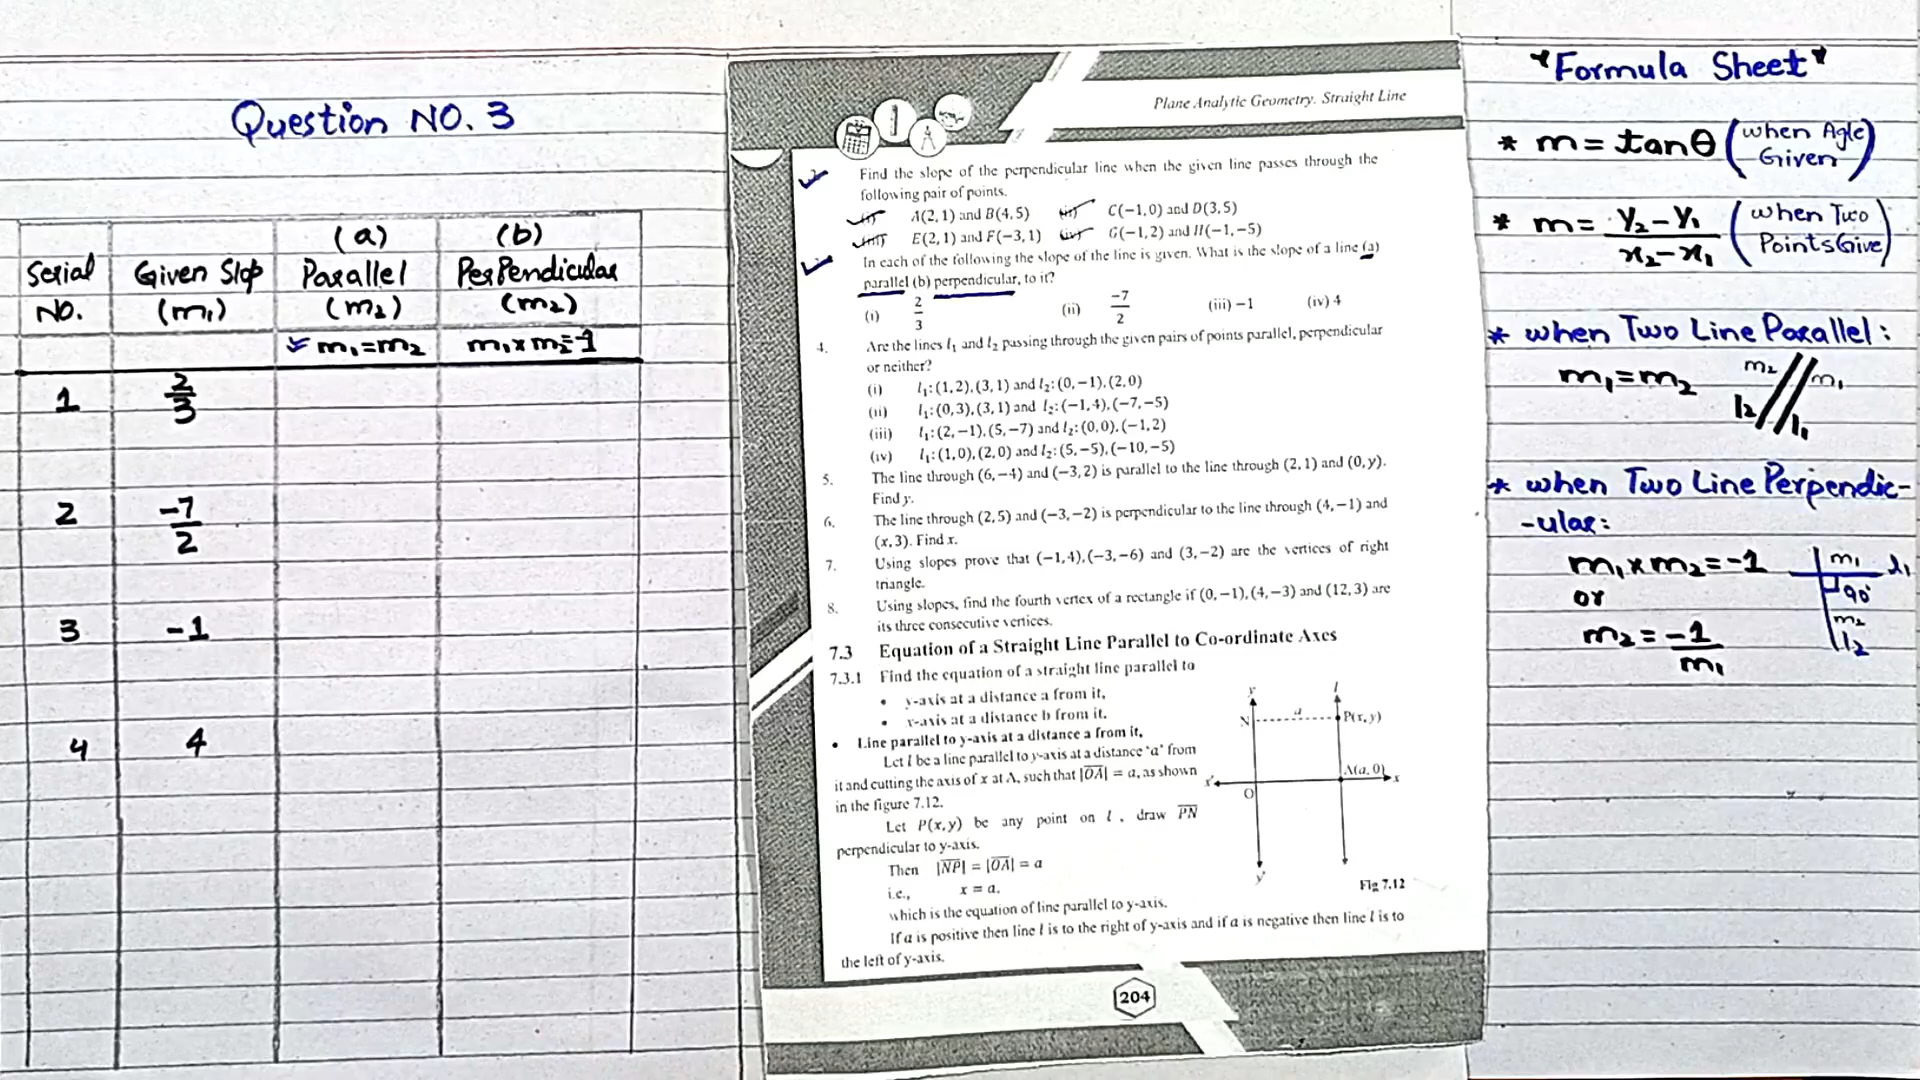 Question NO. 3
Serial NO. | Given Slop (m₁) | (a) Parallel (m₂) | (b) Perpendicular (m₂)
m₁=m₂ | m₁×m₂=-1
1 | 2/3
2 | -7/2
3 | -1
4 | 4
Plane Analytic Geometry. Straight Line
Find the slope of the perpendicular line when the given line passes through the
following pair of points.
(i) A(2, 1) and B(4, 5) (ii) C(−1, 0) and D(3, 5)
(iii) E(2, 1) and F(−3, 1) (iv) G(−1, 2) and H(−1, −5)
In each of the following the slope of the line is given. What is the slope of a line (a)
parallel (b) perpendicular, to it?
(i) 2/3 (ii) −7/2 (iii) −1 (iv) 4
4. Are the lines l₁ and l₂ passing through the given pairs of points parallel, perpendicular
or neither?
(i) l₁: (1, 2), (3, 1) and l₂: (0, −1), (2, 0)
(ii) l₁: (0, 3), (3, 1) and l₂: (−1, 4), (−7, −5)
(iii) l₁: (2, −1), (5, −7) and l₂: (0, 0), (−1, 2)
(iv) l₁: (1, 0), (2, 0) and l₂: (5, −5), (−10, −5)
5. The line through (6, −4) and (−3, 2) is parallel to the line through (2, 1) and (0, y).
Find y.
6. The line through (2, 5) and (−3, −2) is perpendicular to the line through (4, −1) and
(x, 3). Find x.
7. Using slopes prove that (−1, 4), (−3, −6) and (3, −2) are the vertices of right
triangle.
8. Using slopes, find the fourth vertex of a rectangle if (0, −1), (4, −3) and (12, 3) are
its three consecutive vertices.
7.3 Equation of a Straight Line Parallel to Co-ordinate Axes
7.3.1 Find the equation of a straight line parallel to
• y-axis at a distance a from it,
• x-axis at a distance b from it.
• Line parallel to y-axis at a distance a from it,
Let l be a line parallel to y-axis at a distance "a" from
it and cutting the axis of x at A, such that |OA| = a, as shown
in the figure 7.12.
Let P(x, y) be any point on l , draw PN
perpendicular to y-axis.
Then |NP| = |OA| = a
i.e., x = a.
which is the equation of line parallel to y-axis.
If a is positive then line l is to the right of y-axis and if a is negative then line l is to
the left of y-axis.
y
l
N
a
P(x, y)
x'
O
A(a, 0)
x
y'
Fig 7.12
204
*Formula Sheet*
* m = tanθ (when Agle Given)
* m = y₂−y₁/x₂−x₁ (when Two Points Give)
* when Two Line Parallel:
m₁=m₂
m₂ m₁
l₂ l₁
* when Two Line Perpendic-
-ular:
m₁×m₂=-1
or
m₂=-1/m₁
m₁ l₁
90°
m₂
l₂